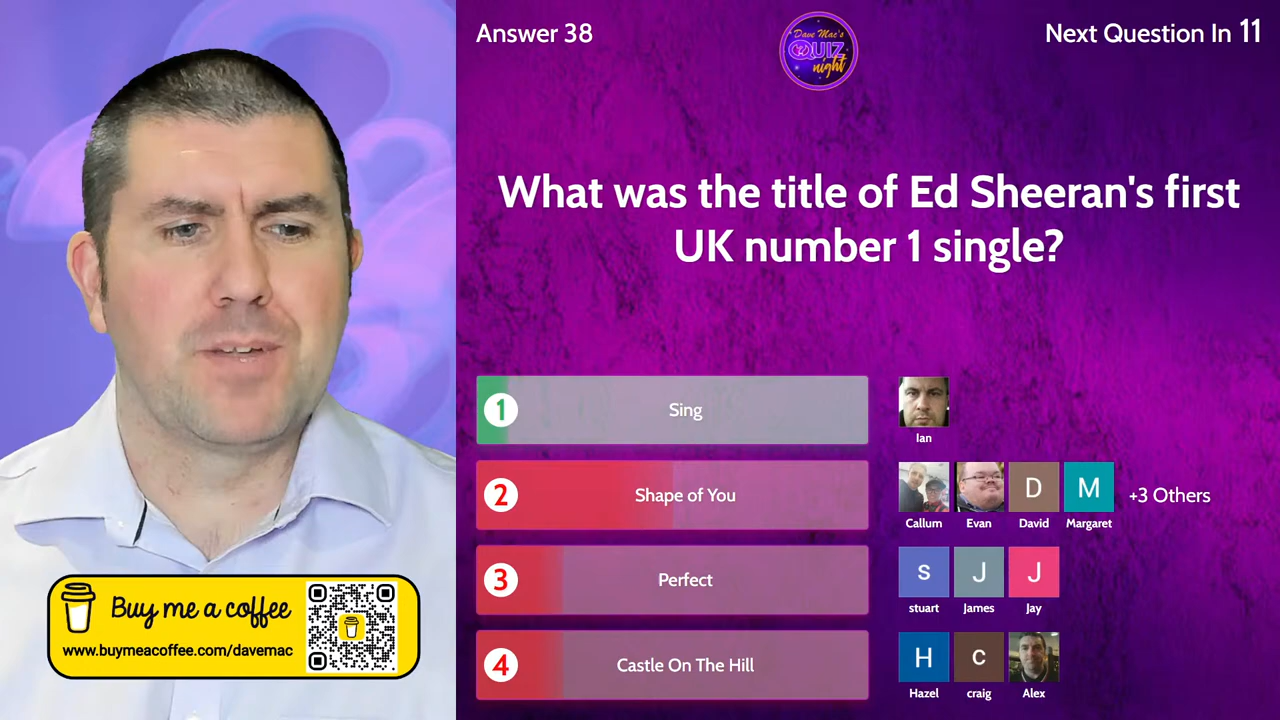 Answer 38
Dave Mac's
QUIZ
night
Next Question In 11
What was the title of Ed Sheeran's first
UK number 1 single?
1 Sing
Ian
2 Shape of You
D M +3 Others
Callum Evan David Margaret
3 Perfect
s J J
stuart James Jay
4 Castle On The Hill
H c
Hazel craig Alex
Buy me a coffee
www.buymeacoffee.com/davemac